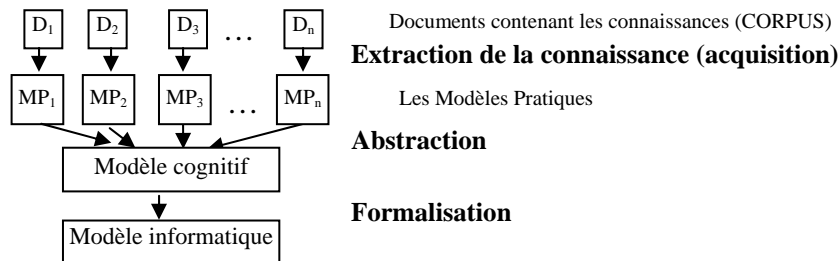 D1 D2 D3 ... Dn Documents contenant les connaissances (CORPUS)
Extraction de la connaissance (acquisition)
MP1 MP2 MP3 ... MPn Les Modèles Pratiques
Abstraction
Modèle cognitif
Formalisation
Modèle informatique